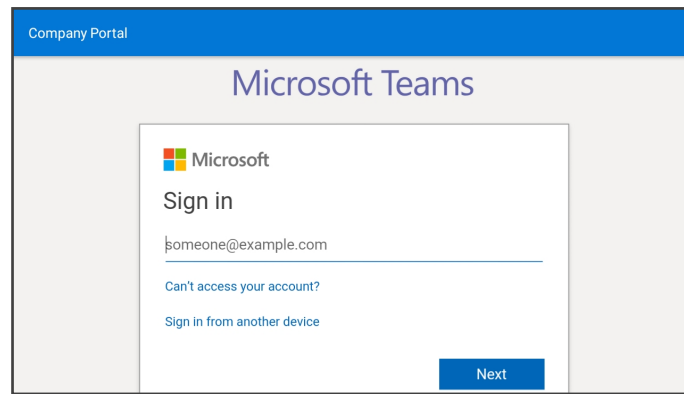 Company Portal
Microsoft Teams
Microsoft
Sign in
someone@example.com
Can't access your account?
Sign in from another device
Next